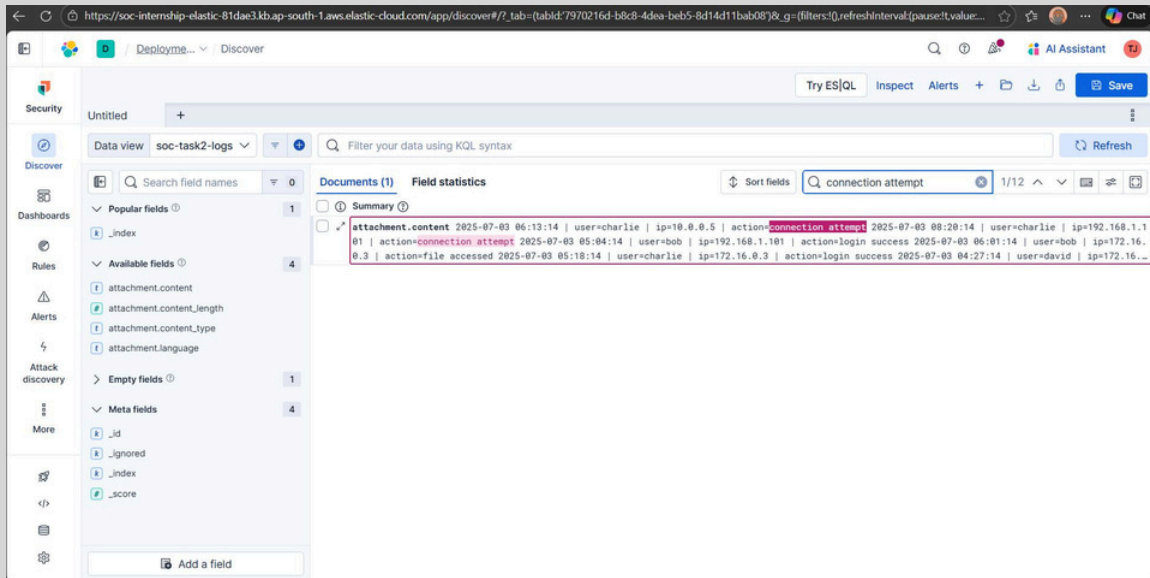 https://soc-internship-elastic-81dae3.kb.ap-south-1.aws.elastic-cloud.com/app/discover#/?_tab=(tabId:'7970216d-b8c8-4dea-beb5-8d14d11bab08')&_g=(filters:!(),refreshInterval:(pause:!t,value:... Chat
D / Deployme... / Discover AI Assistant TJ
Security Try ES|QL Inspect Alerts + Save
Untitled +
Discover Data view soc-task2-logs Filter your data using KQL syntax Refresh
Search field names 0 Documents (1) Field statistics Sort fields connection attempt 1/12
Dashboards Popular fields 1 Summary
_index attachment.content 2025-07-03 06:13:14 | user=charlie | ip=10.0.0.5 | action=connection attempt 2025-07-03 08:20:14 | user=charlie | ip=192.168.1.1
01 | action=connection attempt 2025-07-03 05:04:14 | user=bob | ip=192.168.1.101 | action=login success 2025-07-03 06:01:14 | user=bob | ip=172.16.
0.3 | action=file accessed 2025-07-03 05:18:14 | user=charlie | ip=172.16.0.3 | action=login success 2025-07-03 04:27:14 | user=david | ip=172.16.…
Rules Available fields 4
attachment.content
Alerts attachment.content_length
attachment.content_type
attachment.language
Attack
discovery Empty fields 1
Meta fields 4
More _id
_ignored
_index
_score
Add a field